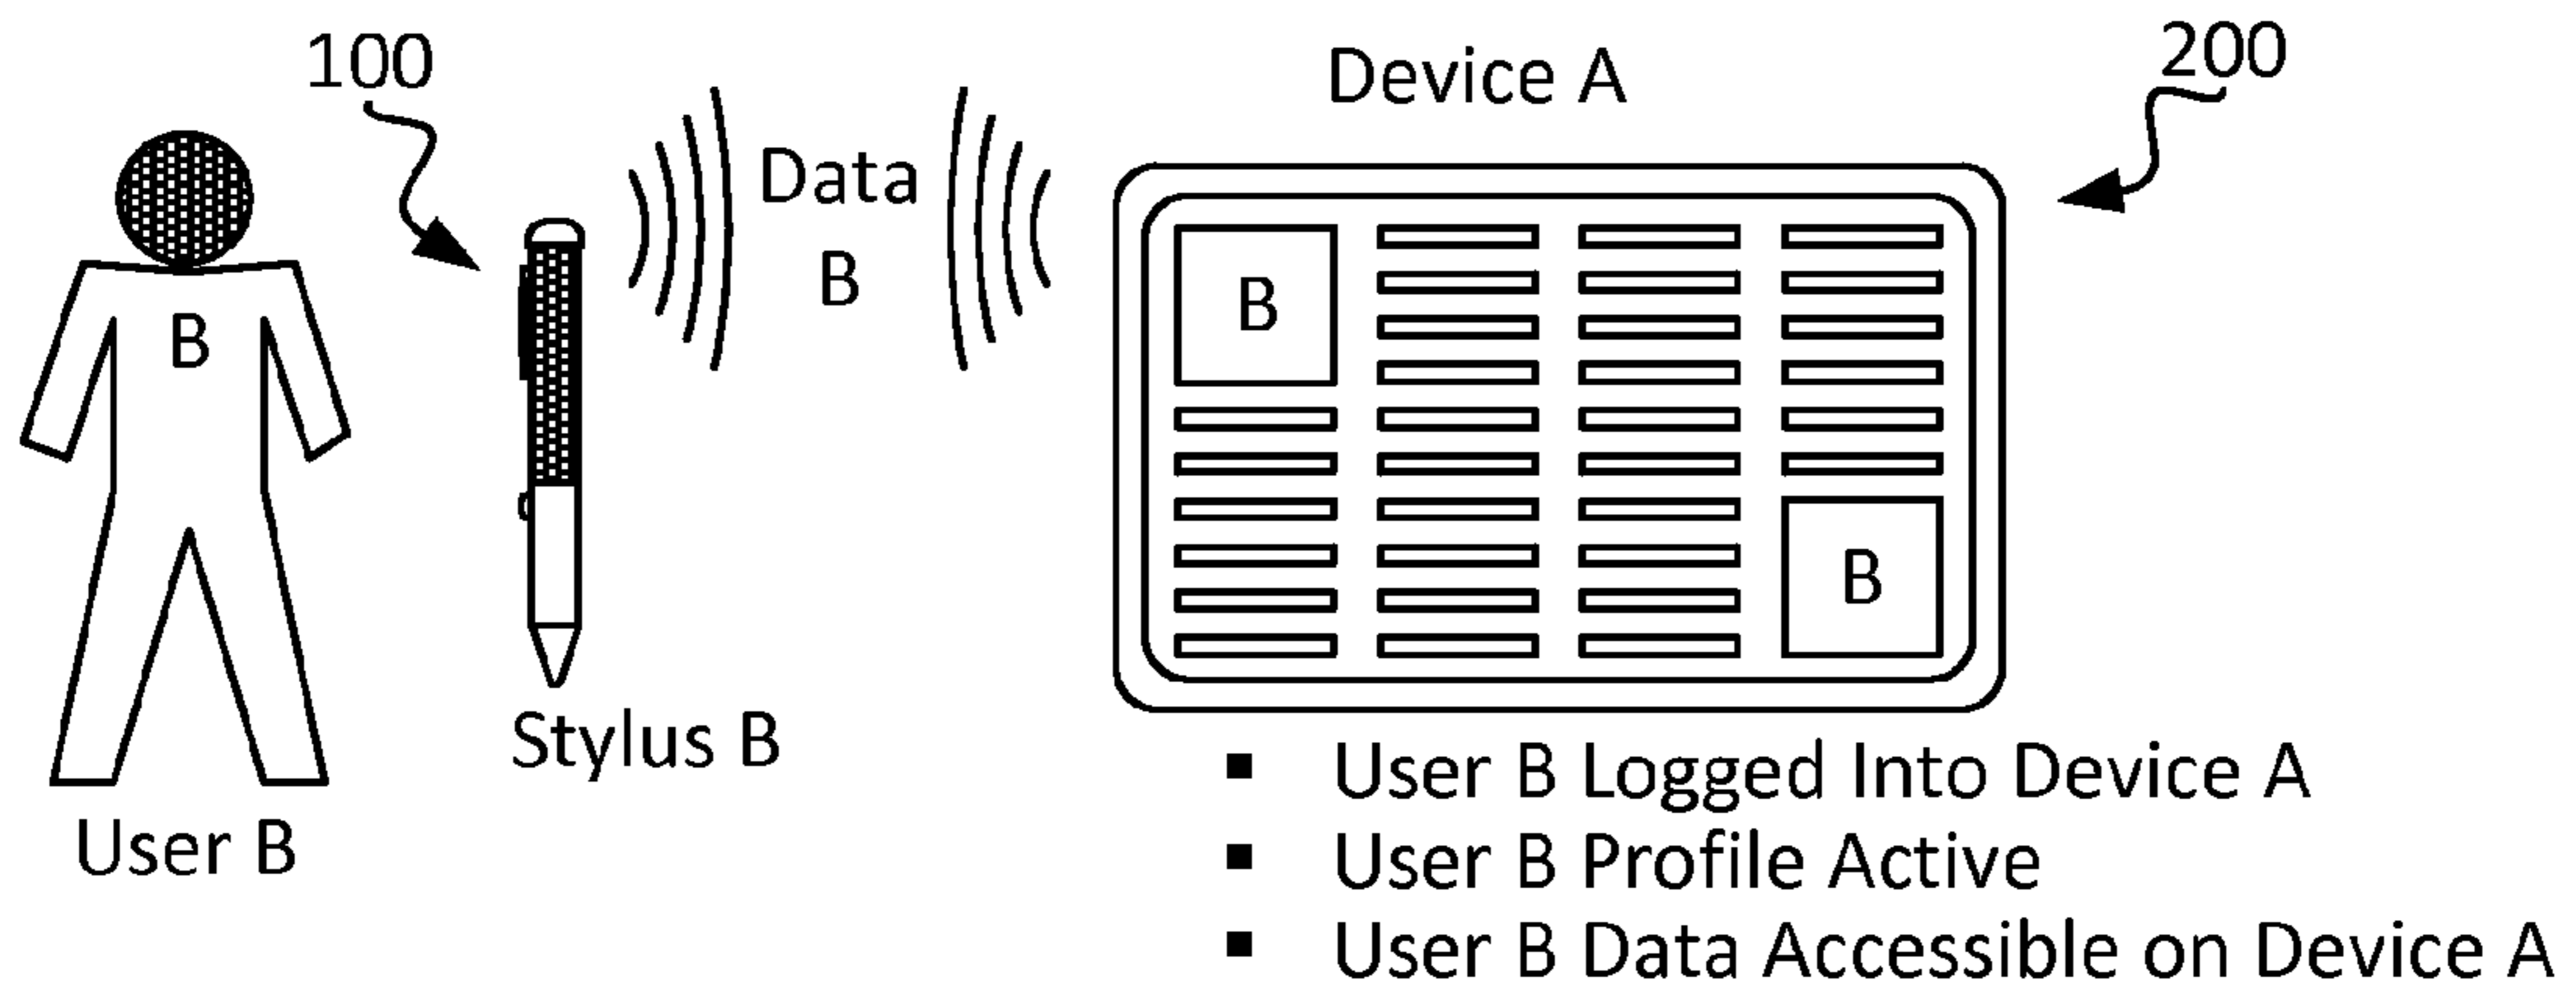 100
200
Device A
Data
B
B
B
B
Stylus B
User B
▪ User B Logged Into Device A
▪ User B Profile Active
▪ User B Data Accessible on Device A